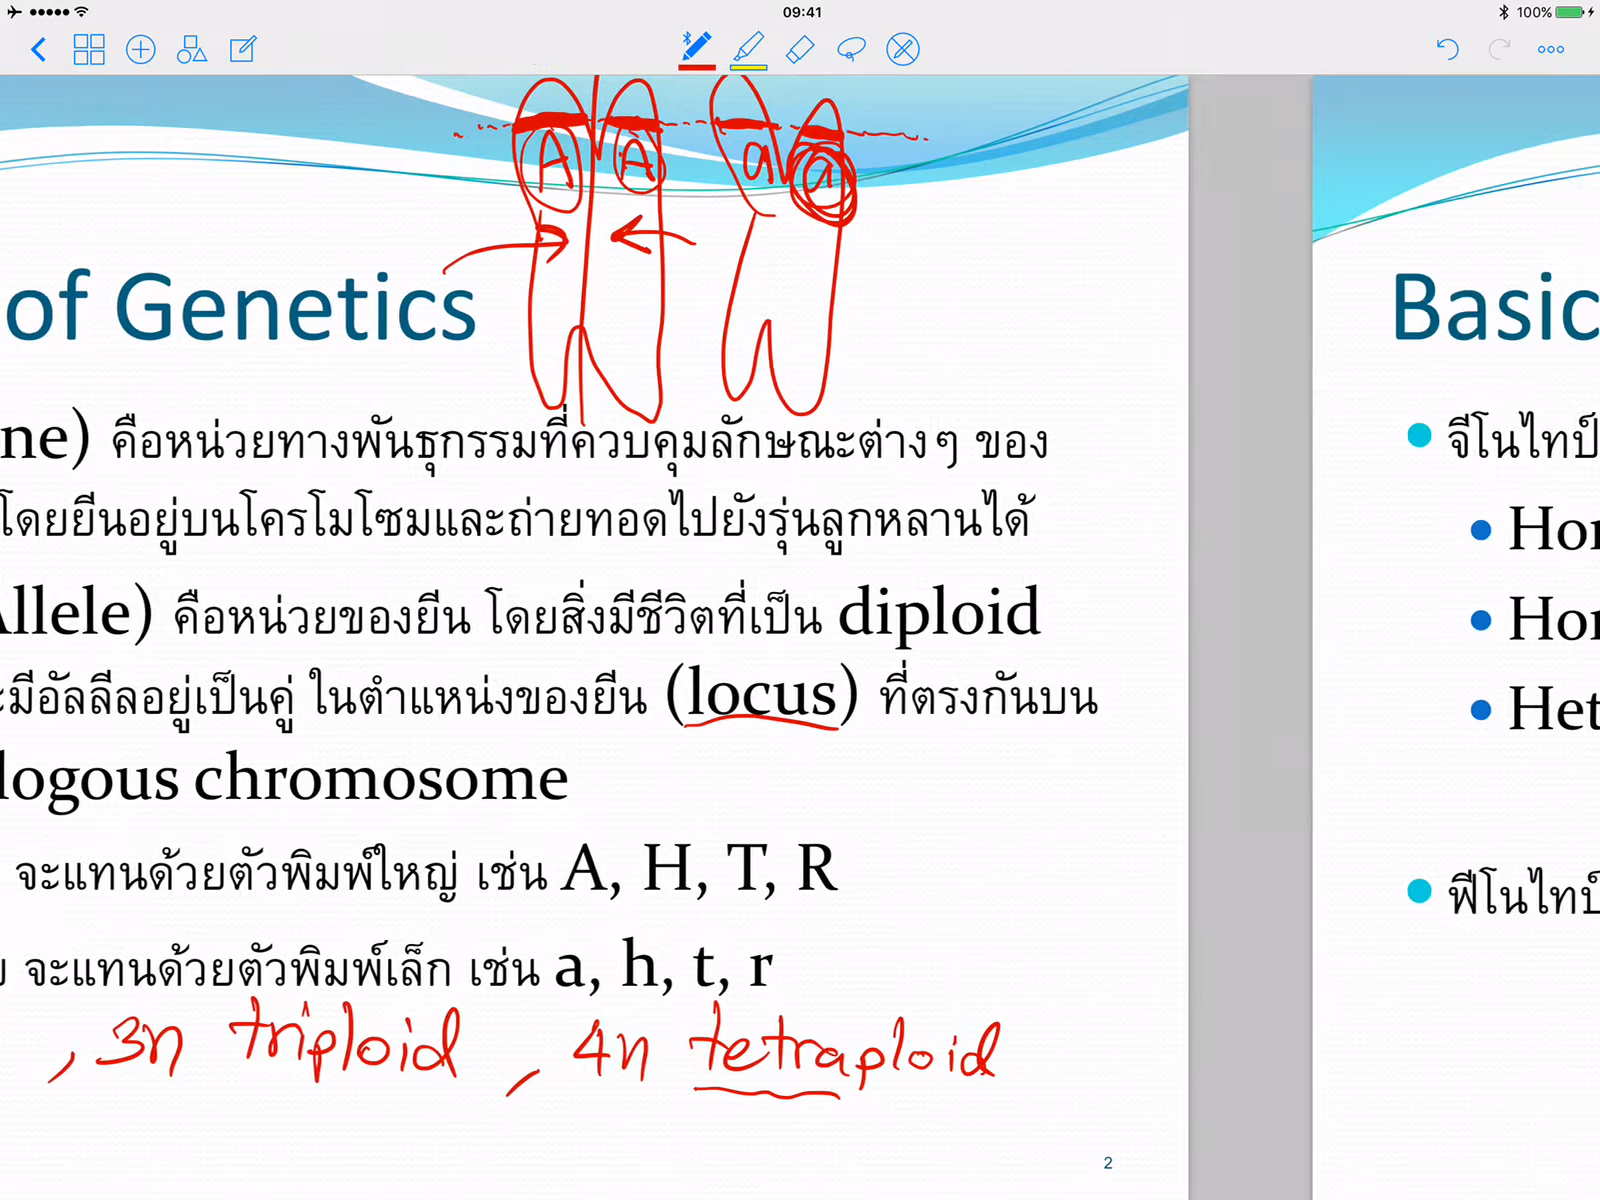 09:41
100%
A A a a
of Genetics
ne) คือหน่วยทางพันธุกรรมที่ควบคุมลักษณะต่างๆ ของ
โดยยีนอยู่บนโครโมโซมและถ่ายทอดไปยังรุ่นลูกหลานได้
Allele) คือหน่วยของยีน โดยสิ่งมีชีวิตที่เป็น diploid
ะมีอัลลีลอยู่เป็นคู่ ในตำแหน่งของยีน (locus) ที่ตรงกันบน
logous chromosome
จะแทนด้วยตัวพิมพ์ใหญ่ เช่น A, H, T, R
ย จะแทนด้วยตัวพิมพ์เล็ก เช่น a, h, t, r
, 3n triploid , 4n tetraploid
2
Basic
จีโนไทป์
Hor
Hor
Het
ฟีโนไทป์